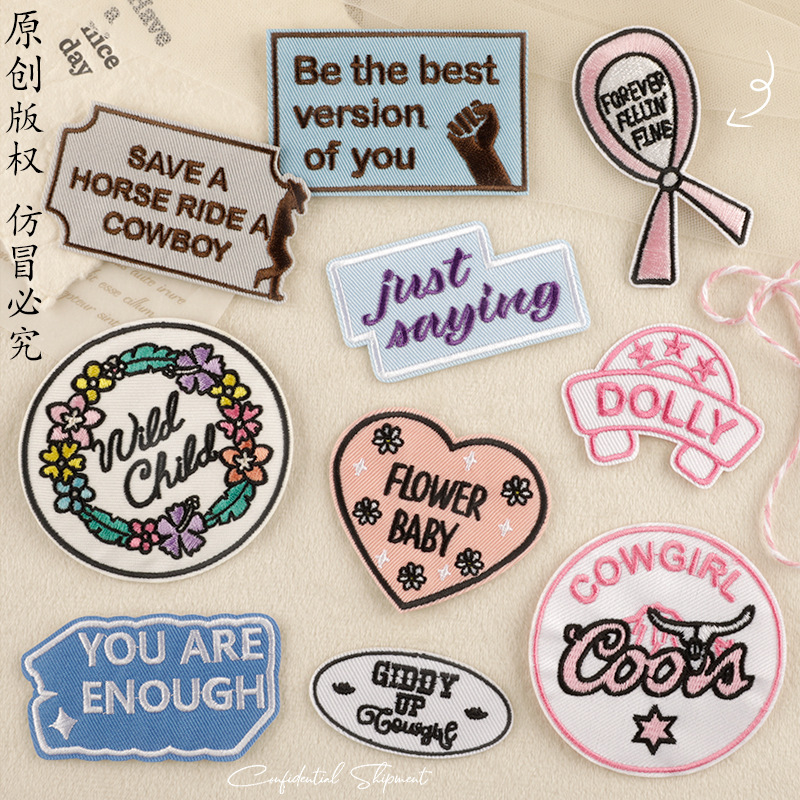 原创版权 仿冒必究
Have
a
nice
day
Be the best
version
of you
FOREVER
FELLIN'
FINE
SAVE A
HORSE RIDE A
COWBOY
just
saying
DOLLY
Wild
Child
FLOWER
BABY
COWGIRL
Coors
YOU ARE
ENOUGH
GIDDY
UP
Cowgirl
Confidential Shipment